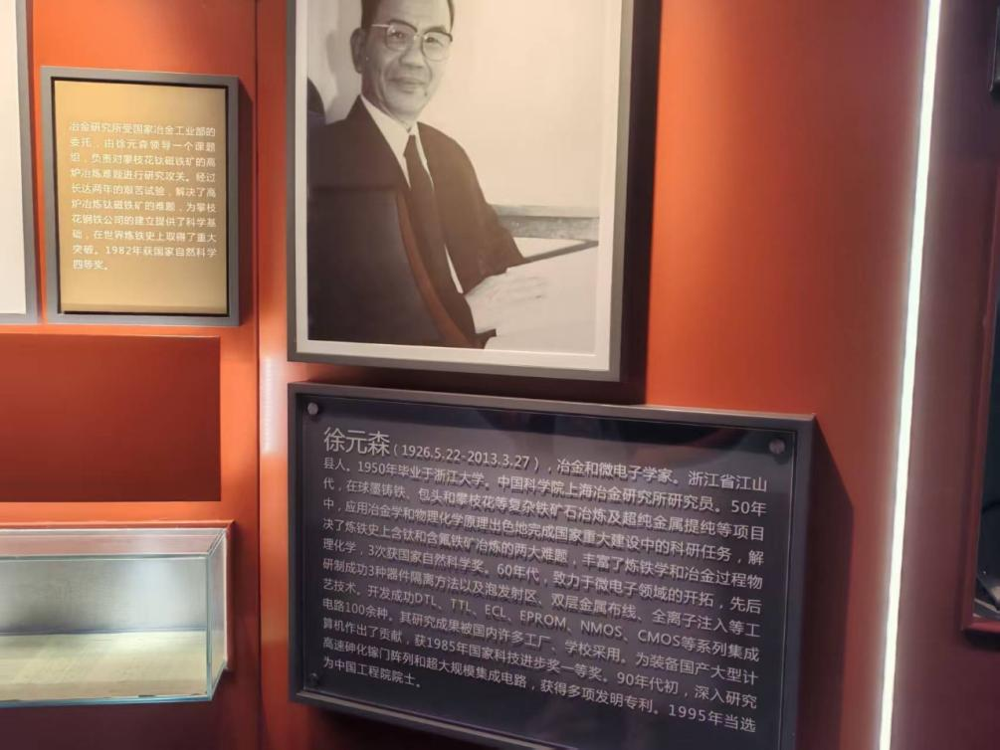 冶金研究所受国家冶金工业部的
委托，由徐元森领导一个课题
组，负责对攀枝花钛磁铁矿的高
炉冶炼难题进行研究攻关。经过
长达两年的艰苦试验，解决了高
炉冶炼钛磁铁矿的难题，为攀枝
花钢铁公司的建立提供了科学基
础，在世界炼铁史上取得了重大
突破。1982年获国家自然科学
四等奖。
徐元森（1926.5.22-2013.3.27），冶金和微电子学家。浙江省江山
县人。1950年毕业于浙江大学。中国科学院上海冶金研究所研究员。50年
代，在球墨铸铁、包头和攀枝花等复杂铁矿石冶炼及超纯金属提纯等项目
中，应用冶金学和物理化学原理出色地完成国家重大建设中的科研任务，解
决了炼铁史上含钛和含氟铁矿冶炼的两大难题，丰富了炼铁学和冶金过程物
理化学，3次获国家自然科学奖。60年代，致力于微电子领域的开拓，先后
研制成功3种器件隔离方法以及泡发射区、双层金属布线、全离子注入等工
艺技术。开发成功DTL、TTL、ECL、EPROM、NMOS、CMOS等系列集成
电路100余种。其研究成果被国内许多工厂、学校采用。为装备国产大型计
算机作出了贡献，获1985年国家科技进步奖一等奖。90年代初，深入研究
高速砷化镓门阵列和超大规模集成电路，获得多项发明专利。1995年当选
为中国工程院院士。